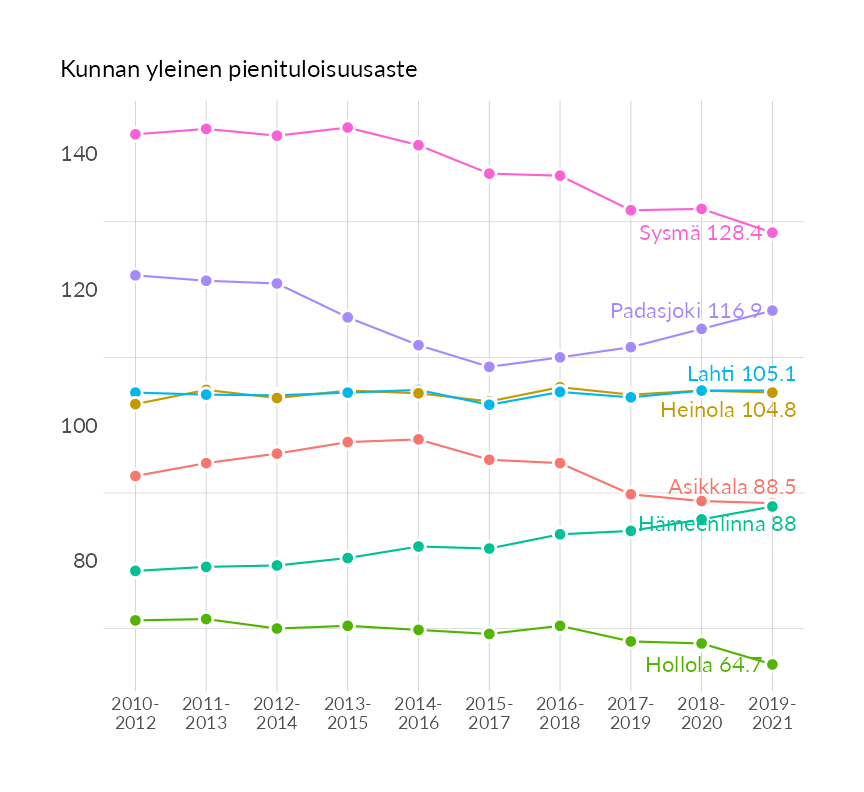 Kunnan yleinen pienituloisuusaste
140
Sysmä 128.4
120
Padasjoki 116.9
Lahti 105.1
Heinola 104.8
100
Asikkala 88.5
Hämeenlinna 88
80
Hollola 64.7
2010- 2011- 2012- 2013- 2014- 2015- 2016- 2017- 2018- 2019-
2012 2013 2014 2015 2016 2017 2018 2019 2020 2021